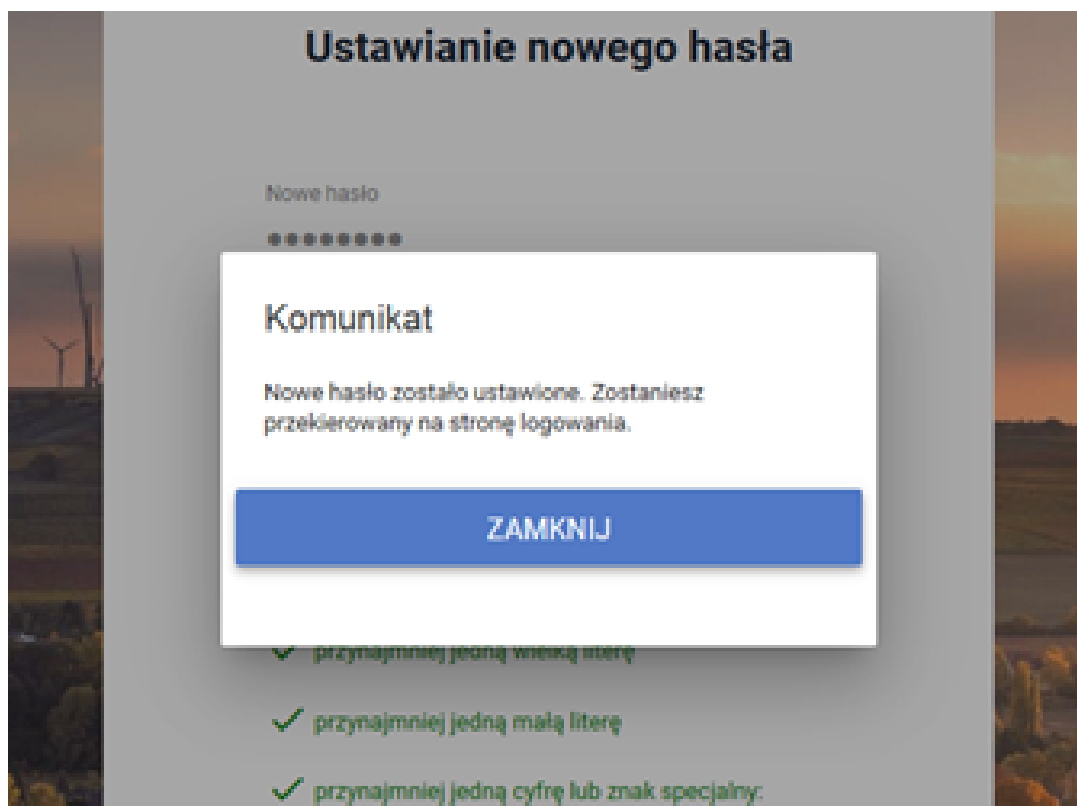 Ustawianie nowego hasła
Nowe hasło
Komunikat
Nowe hasło zostało ustawione. Zostaniesz
przekierowany na stronę logowania.
ZAMKNIJ
przynajmniej jedną wielką literę
przynajmniej jedną małą literę
przynajmniej jedną cyfrę lub znak specjalny: